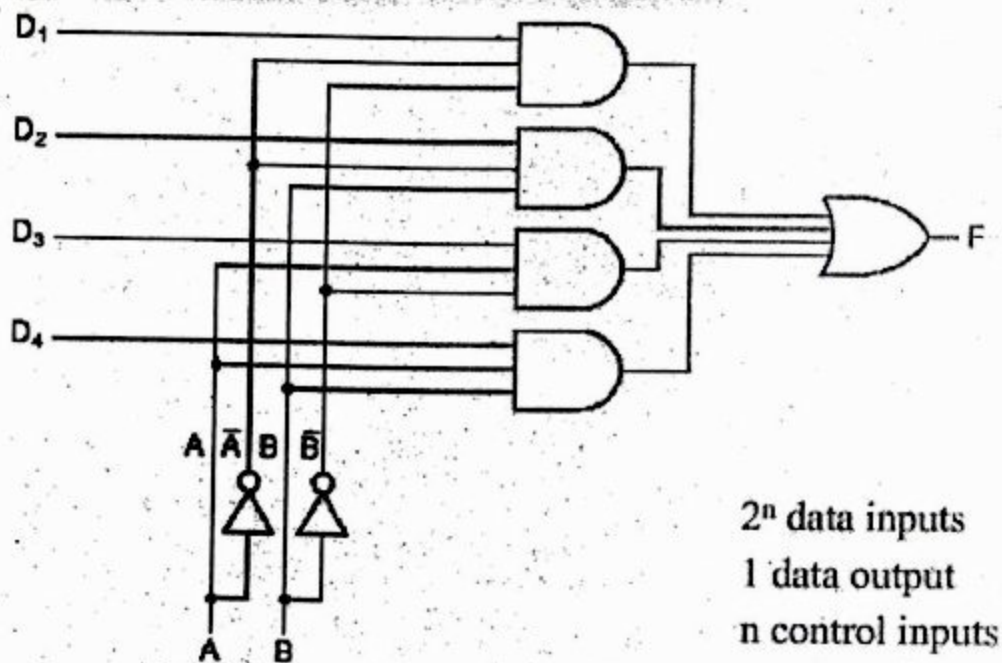 D₁
D₂
D₃
D₄
F
A Ā B B̄
A B
2ⁿ data inputs
1 data output
n control inputs